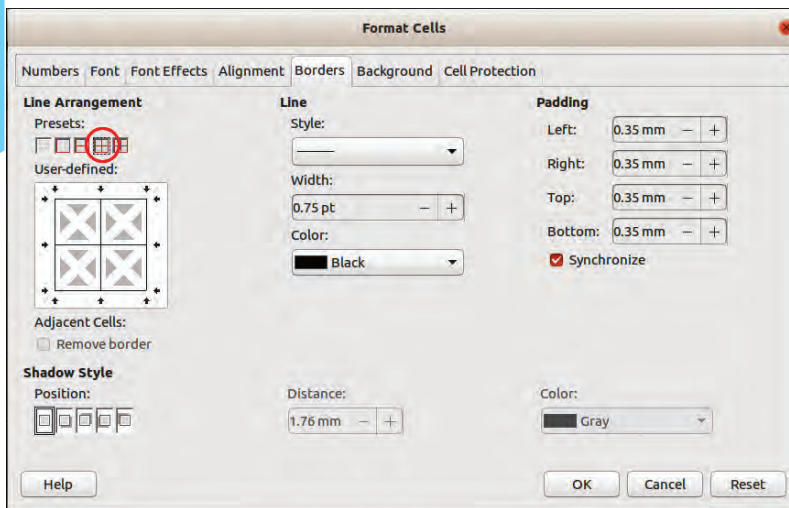 Format Cells
Numbers Font Font Effects Alignment Borders Background Cell Protection
Line Arrangement
Presets:
User-defined:
Adjacent Cells:
Remove border
Line
Style:
Width:
0.75 pt
Color:
Black
Padding
Left: 0.35 mm
Right: 0.35 mm
Top: 0.35 mm
Bottom: 0.35 mm
Synchronize
Shadow Style
Position:
Distance:
1.76 mm
Color:
Gray
Help OK Cancel Reset